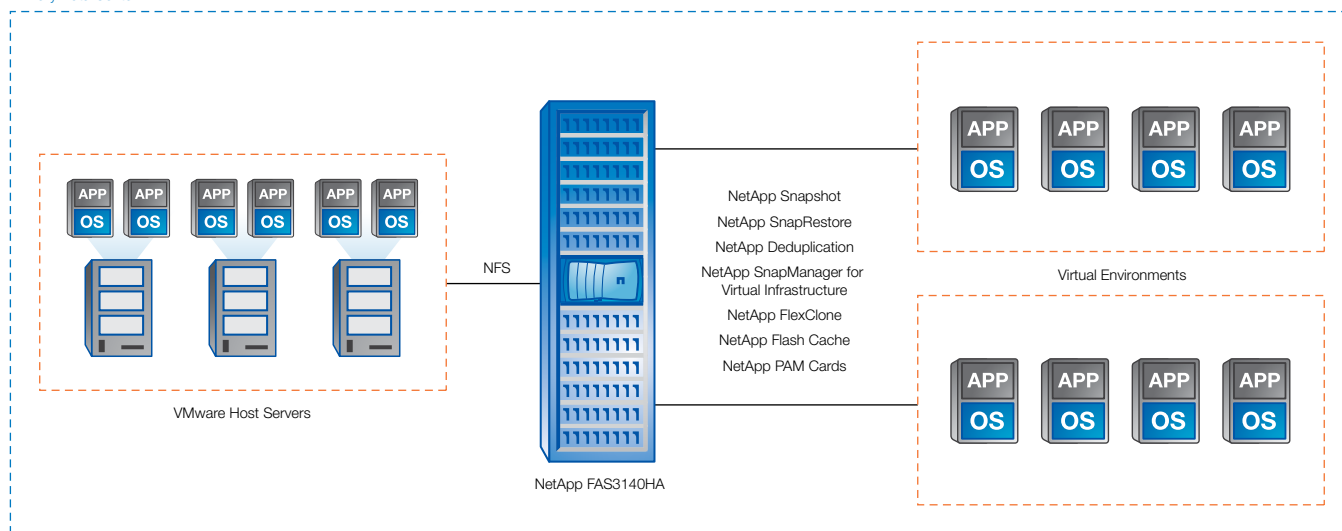 APP
OS
APP
OS
APP
OS
APP
OS
APP
OS
APP
OS
VMware Host Servers
NFS
NetApp FAS3140HA
NetApp Snapshot
NetApp SnapRestore
NetApp Deduplication
NetApp SnapManager for
Virtual Infrastructure
NetApp FlexClone
NetApp Flash Cache
NetApp PAM Cards
APP
OS
APP
OS
APP
OS
APP
OS
Virtual Environments
APP
OS
APP
OS
APP
OS
APP
OS